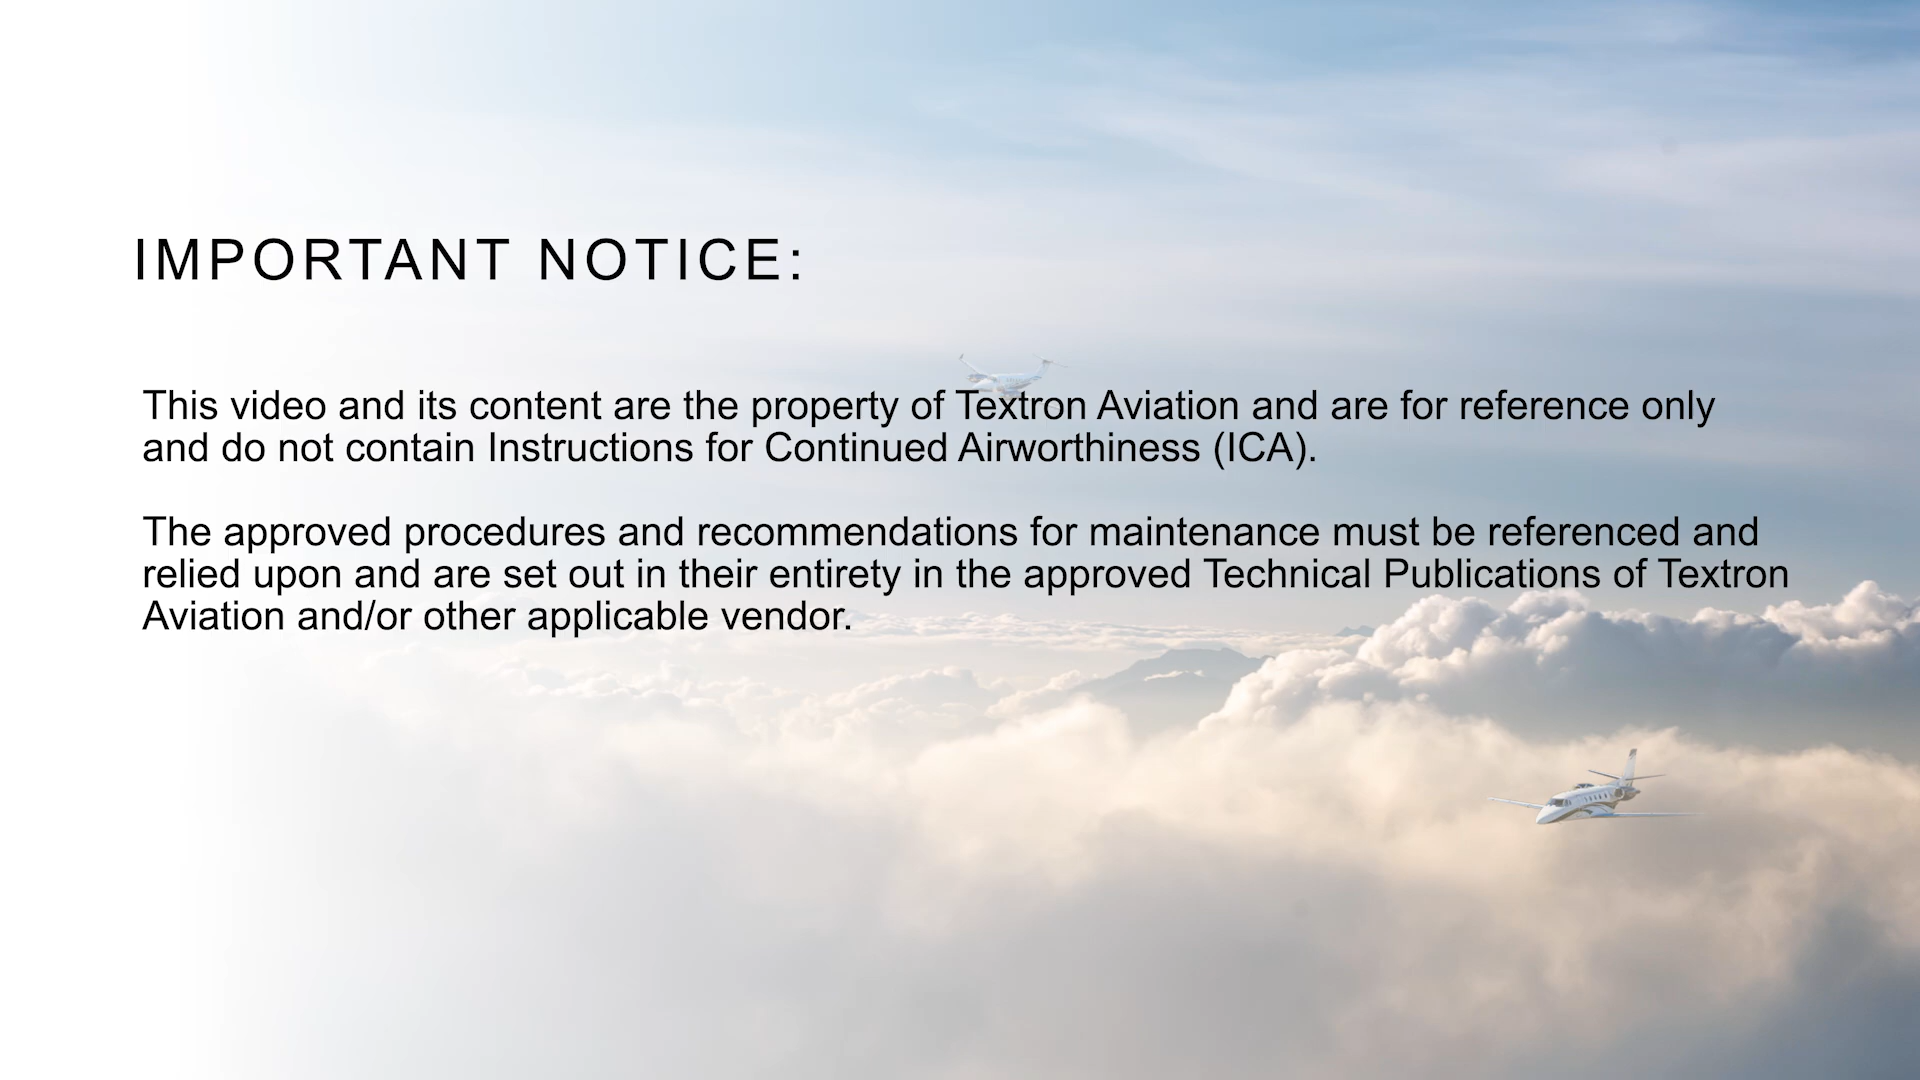 IMPORTANT NOTICE:
This video and its content are the property of Textron Aviation and are for reference only
and do not contain Instructions for Continued Airworthiness (ICA).
The approved procedures and recommendations for maintenance must be referenced and
relied upon and are set out in their entirety in the approved Technical Publications of Textron
Aviation and/or other applicable vendor.